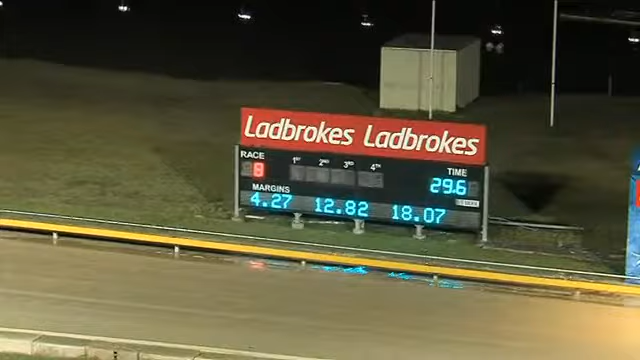 Ladbrokes Ladbrokes
RACE 1ST 2ND 3RD 4TH TIME
8 29.6
MARGINS
4.27 12.82 18.07